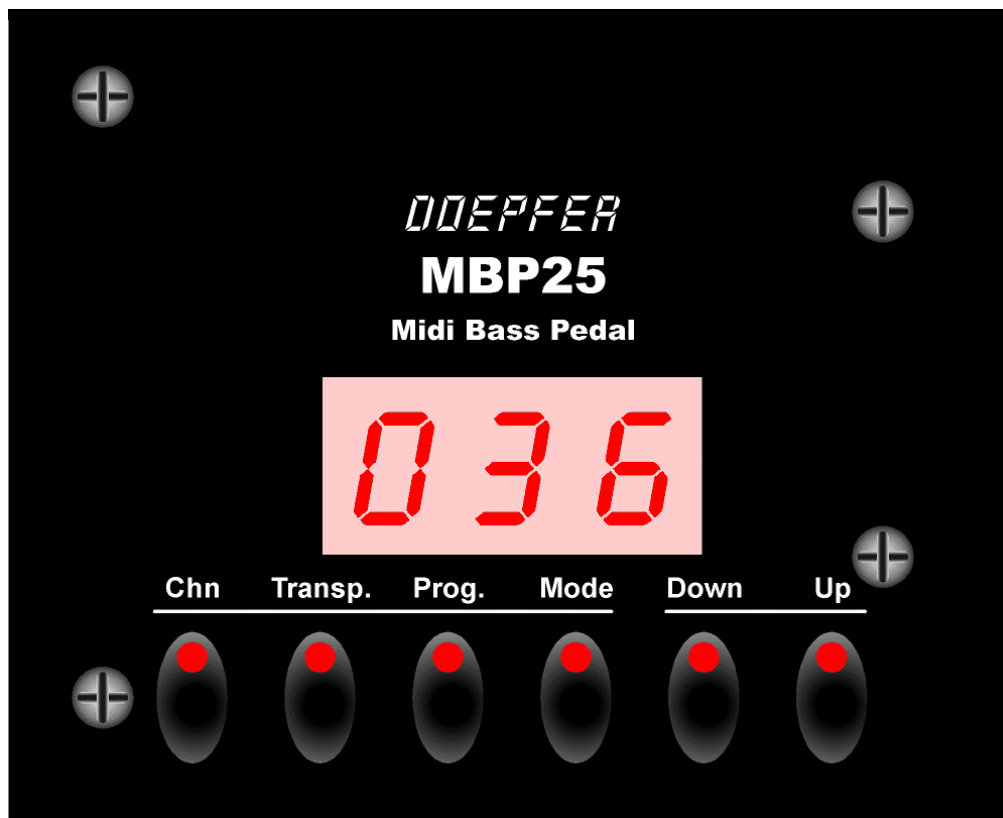 DOEPFER
MBP25
Midi Bass Pedal
036
Chn Transp. Prog. Mode Down Up